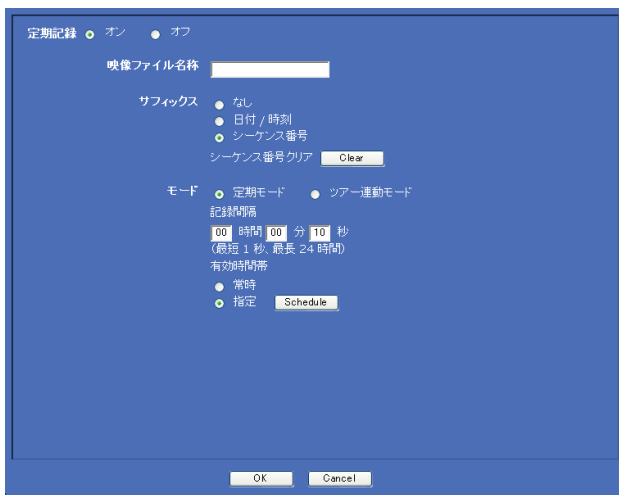 定期記録 オン オフ
映像ファイル名称
サフィックス なし
日付 / 時刻
シーケンス番号
シーケンス番号クリア Clear
モード 定期モード ツアー連動モード
記録間隔
00 時間 00 分 10 秒
(最短 1 秒、最長 24 時間)
有効時間帯
常時
指定 Schedule
OK Cancel